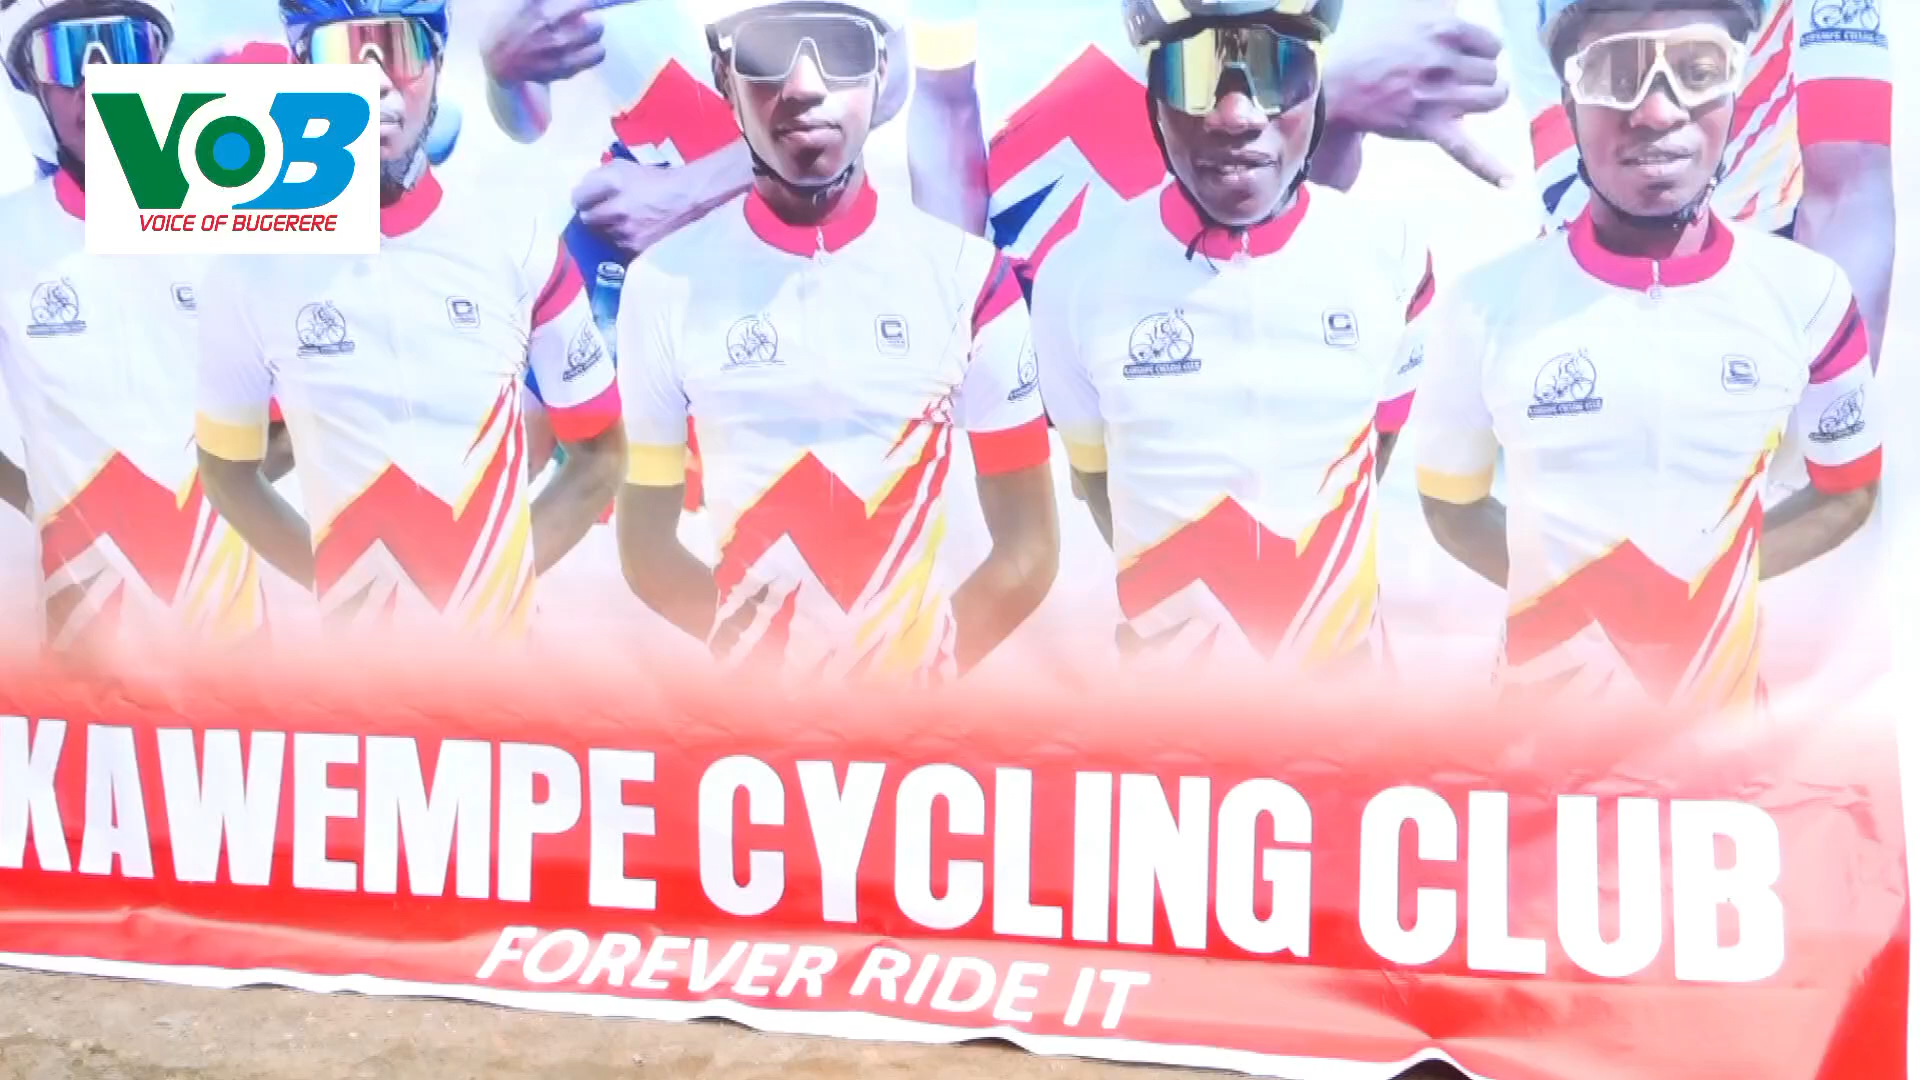 VOB
VOICE OF BUGERERE
KAWEMPE CYCLING CLUB
FOREVER RIDE IT